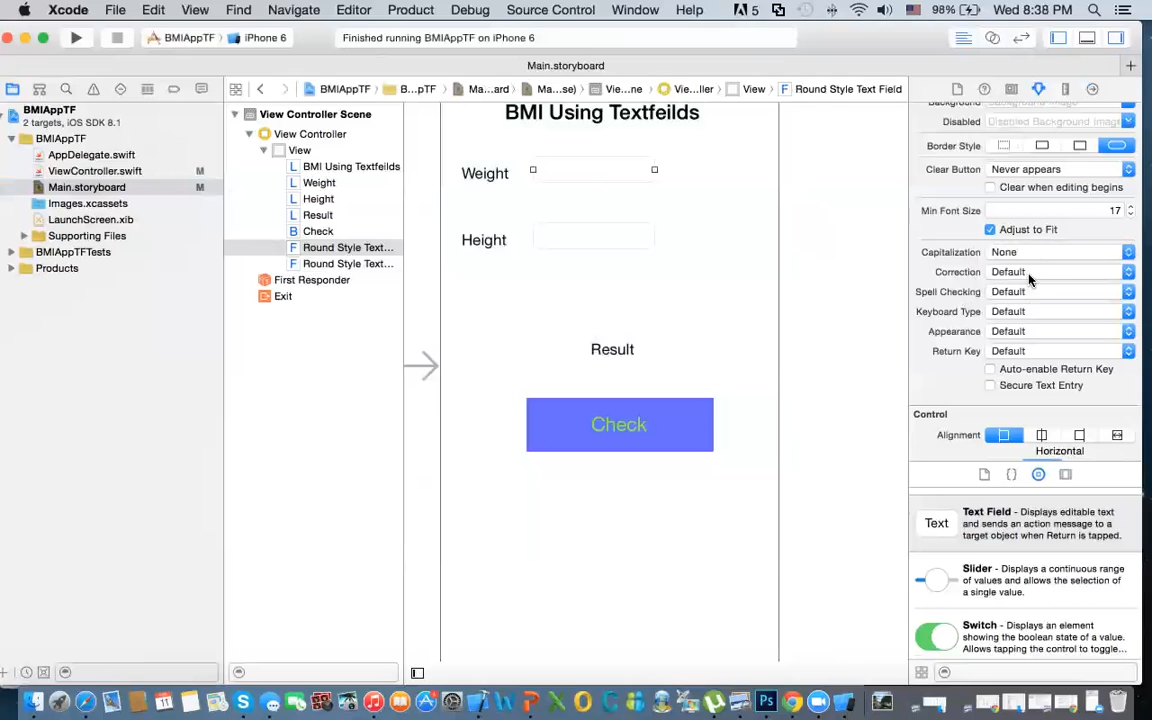 Xcode File Edit View Find Navigate Editor Product Debug Source Control Window Help 5 98% Wed 8:38 PM
BMIAppTF iPhone 6 Finished running BMIAppTF on iPhone 6
Main.storyboard
BMIAppTF B...pTF Ma...ard Ma...se) Vie...ne Vie...ller View F Round Style Text Field
BMIAppTF
2 targets, iOS SDK 8.1
BMIAppTF
AppDelegate.swift
ViewController.swift M
Main.storyboard M
Images.xcassets
LaunchScreen.xib
Supporting Files
BMIAppTFTests
Products
View Controller Scene
View Controller
View
L BMI Using Textfeilds
L Weight
L Height
L Result
B Check
F Round Style Text...
F Round Style Text...
First Responder
Exit
BMI Using Textfeilds
Weight
Height
Result
Check
Background Background Image
Disabled Disabled Background Image
Border Style
Clear Button Never appears
Clear when editing begins
Min Font Size 17
Adjust to Fit
Capitalization None
Correction Default
Spell Checking Default
Keyboard Type Default
Appearance Default
Return Key Default
Auto-enable Return Key
Secure Text Entry
Control
Alignment
Horizontal
Text
Text Field - Displays editable text
and sends an action message to a
target object when Return is tapped.
Slider - Displays a continuous range
of values and allows the selection of
a single value.
Switch - Displays an element
showing the boolean state of a value.
Allows tapping the control to toggle...